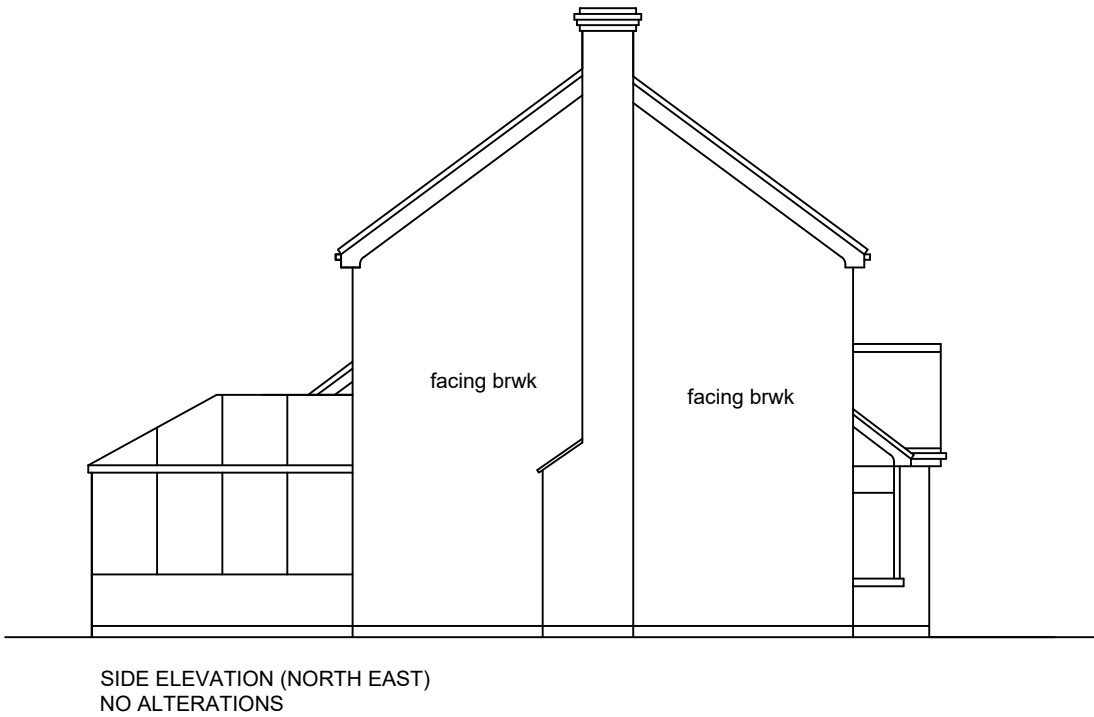 facing brwk
facing brwk
SIDE ELEVATION (NORTH EAST)
NO ALTERATIONS